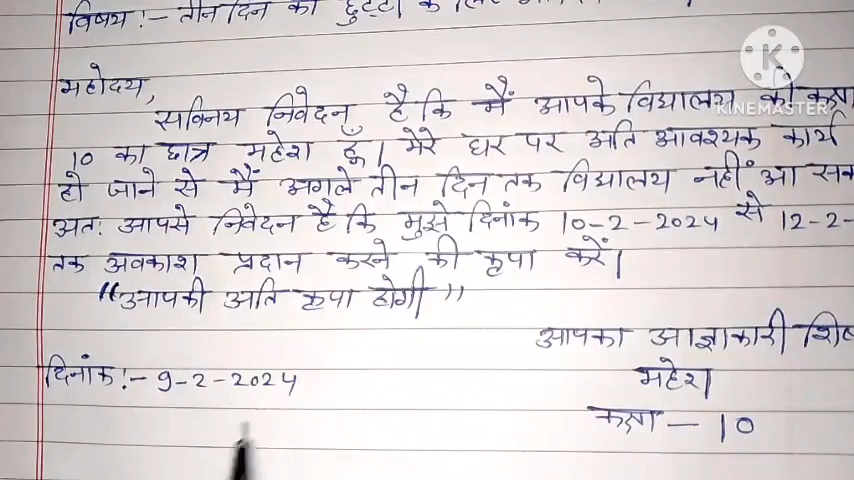 विषय :- तीन दिन की छुट्टी के लिए
KINEMASTER
महोदय,
सविनय निवेदन है कि मैं आपके विद्यालय की कक्षा
10 का छात्र महेश हूँ। मेरे घर पर अति आवश्यक कार्य
हो जाने से मैं अगले तीन दिन तक विद्यालय नहीं आ सक
अतः आपसे निवेदन है कि मुझे दिनांक 10-2-2024 से 12-2-
तक अवकाश प्रदान करने की कृपा करें।
"आपकी अति कृपा होगी"
आपका आज्ञाकारी शिष
दिनांक :- 9-2-2024
महेश
कक्षा - 10